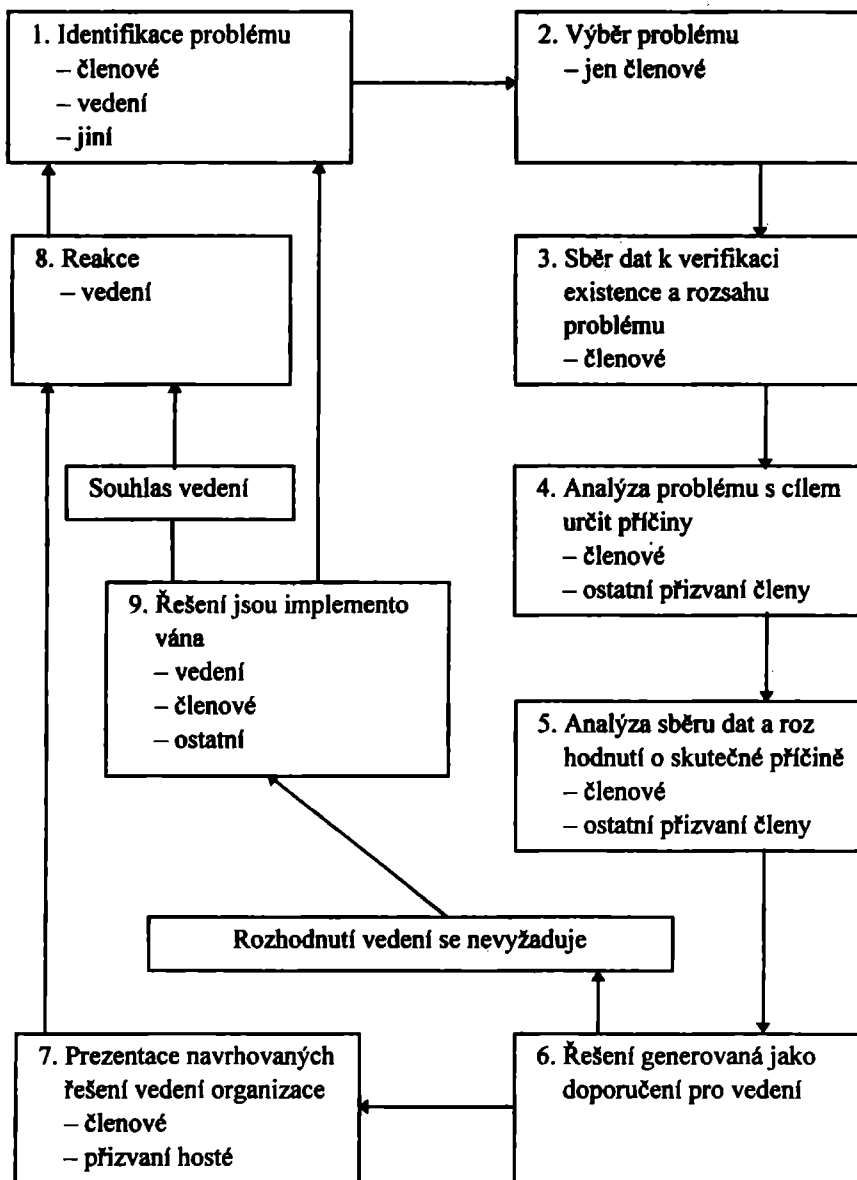 1. Identifikace problému
– členové
– vedení
– jiní
2. Výběr problému
– jen členové
3. Sběr dat k verifikaci
existence a rozsahu
problému
– členové
4. Analýza problému s cílem
určit příčiny
– členové
– ostatní přizvaní členy
5. Analýza sběru dat a roz
hodnutí o skutečné příčině
– členové
– ostatní přizvaní členy
6. Řešení generovaná jako
doporučení pro vedení
Rozhodnutí vedení se nevyžaduje
7. Prezentace navrhovaných
řešení vedení organizace
– členové
– přizvaní hosté
8. Reakce
– vedení
Souhlas vedení
9. Řešení jsou implemento
vána
– vedení
– členové
– ostatní